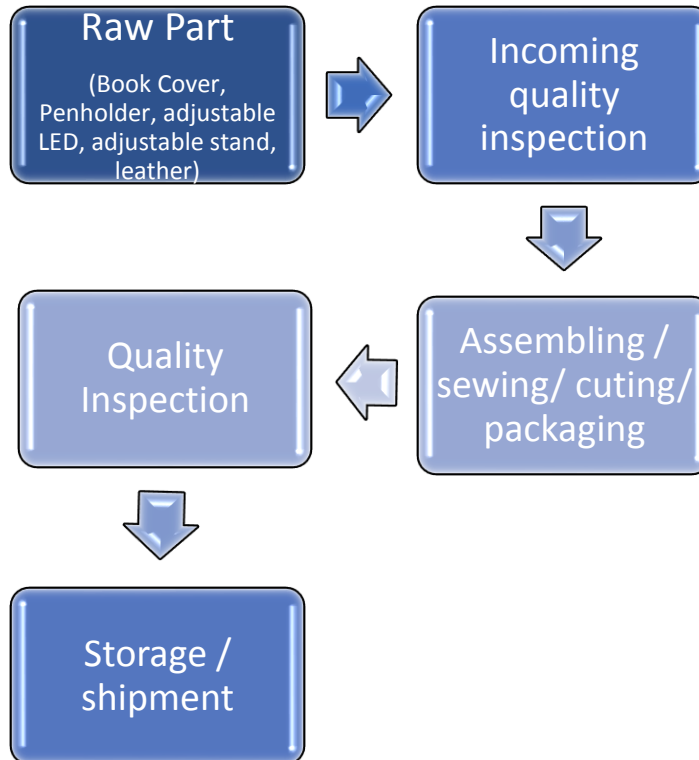 Raw Part
(Book Cover,
Penholder, adjustable
LED, adjustable stand,
leather)
Incoming
quality
inspection
Assembling /
sewing/ cuting/
packaging
Quality
Inspection
Storage /
shipment